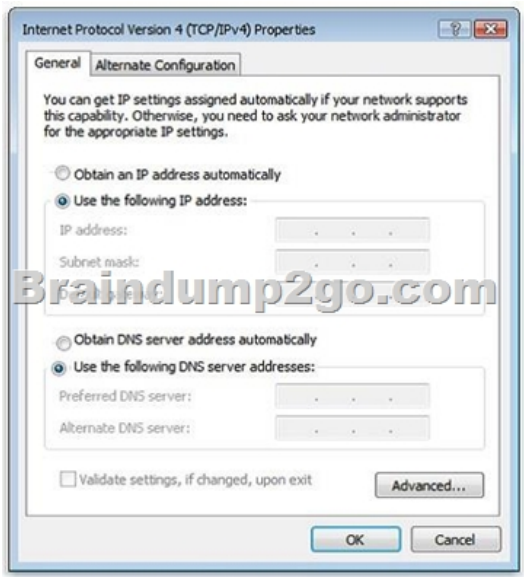 Internet Protocol Version 4 (TCP/IPv4) Properties
General
Alternate Configuration
You can get IP settings assigned automatically if your network supports
this capability. Otherwise, you need to ask your network administrator
for the appropriate IP settings.
Obtain an IP address automatically
Use the following IP address:
IP address:
Subnet mask:
Braindump2go.com
Obtain DNS server address automatically
Use the following DNS server addresses:
Preferred DNS server:
Alternate DNS server:
Validate settings, if changed, upon exit
Advanced...
OK
Cancel